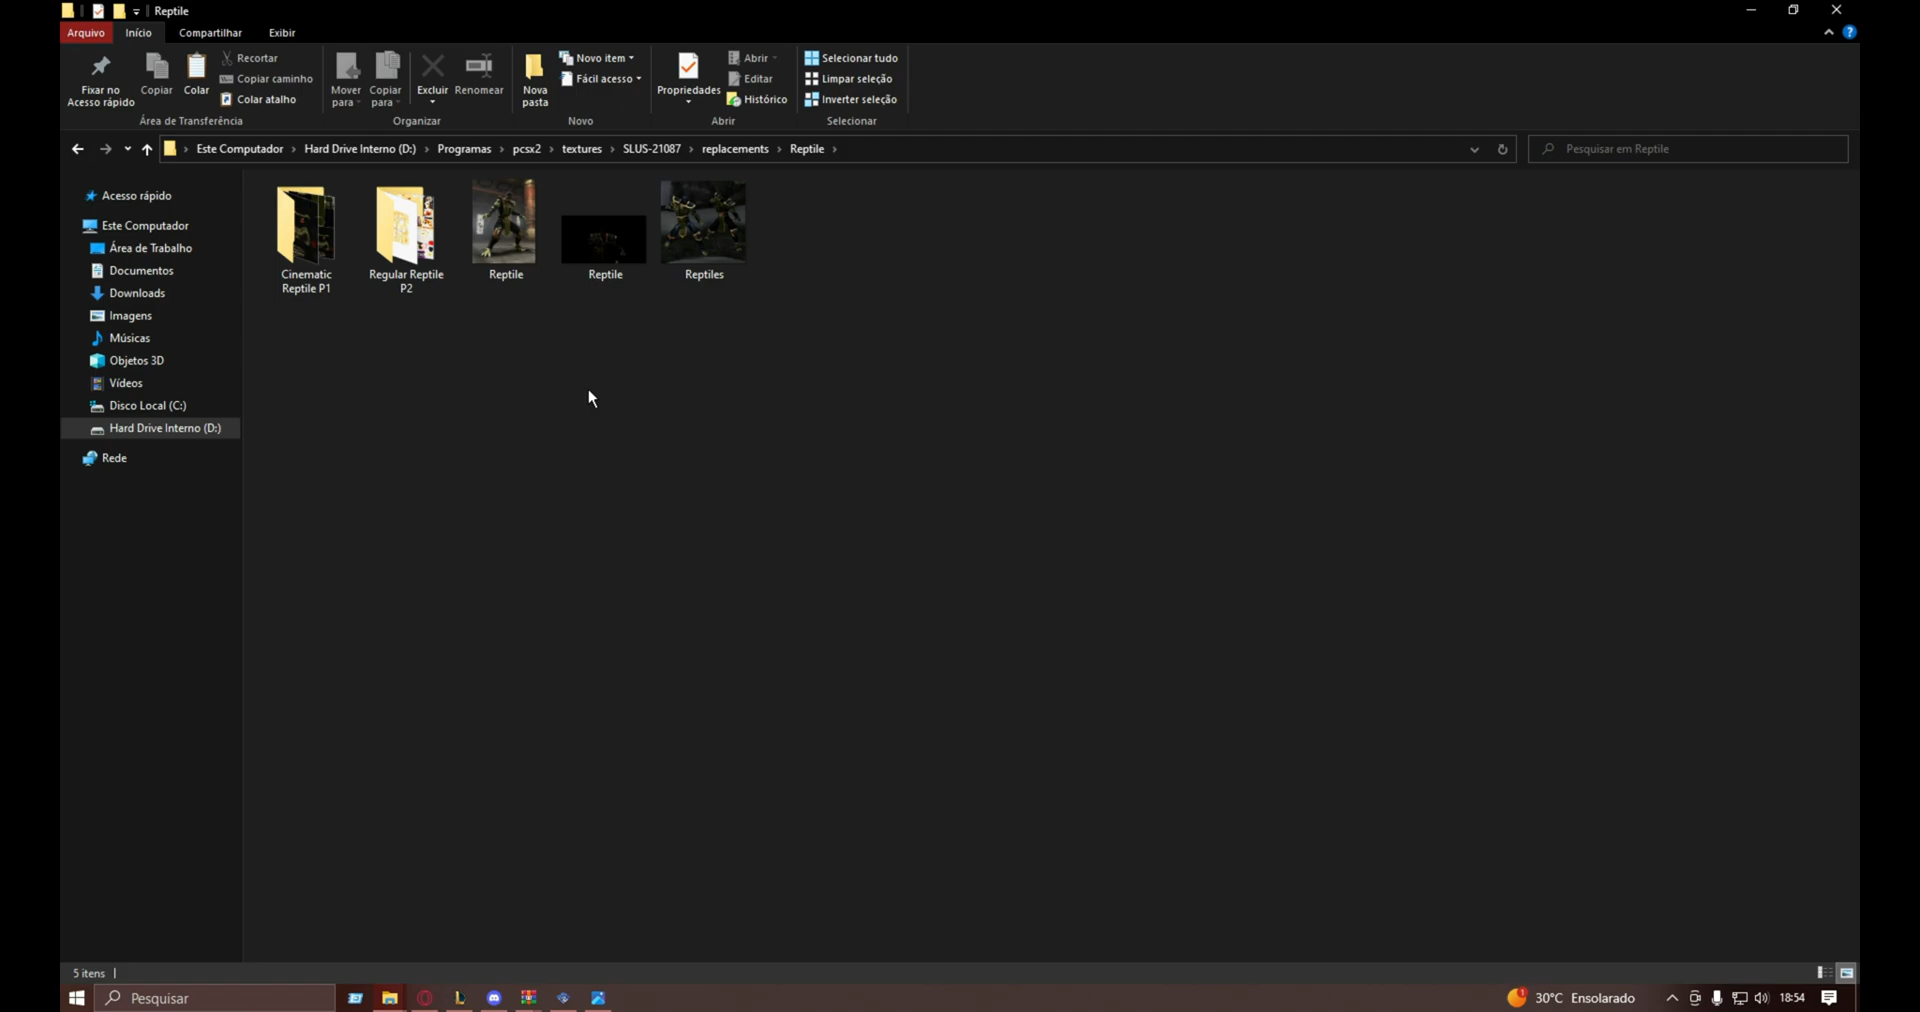 Reptile
Arquivo Início Compartilhar Exibir
Fixar no Acesso rápido
Copiar
Colar
Recortar
Copiar caminho
Colar atalho
Área de Transferência
Mover para
Copiar para
Excluir
Renomear
Organizar
Nova pasta
Novo item
Fácil acesso
Novo
Propriedades
Abrir
Editar
Histórico
Abrir
Selecionar tudo
Limpar seleção
Inverter seleção
Selecionar
Este Computador › Hard Drive Interno (D:) › Programas › pcsx2 › textures › SLUS-21087 › replacements › Reptile ›
Pesquisar em Reptile
Acesso rápido
Este Computador
Área de Trabalho
Documentos
Downloads
Imagens
Músicas
Objetos 3D
Vídeos
Disco Local (C:)
Hard Drive Interno (D:)
Rede
Cinematic
Reptile P1
Regular Reptile
P2
Reptile
Reptile
Reptiles
5 itens
Pesquisar
1
30°C Ensolarado
18:54